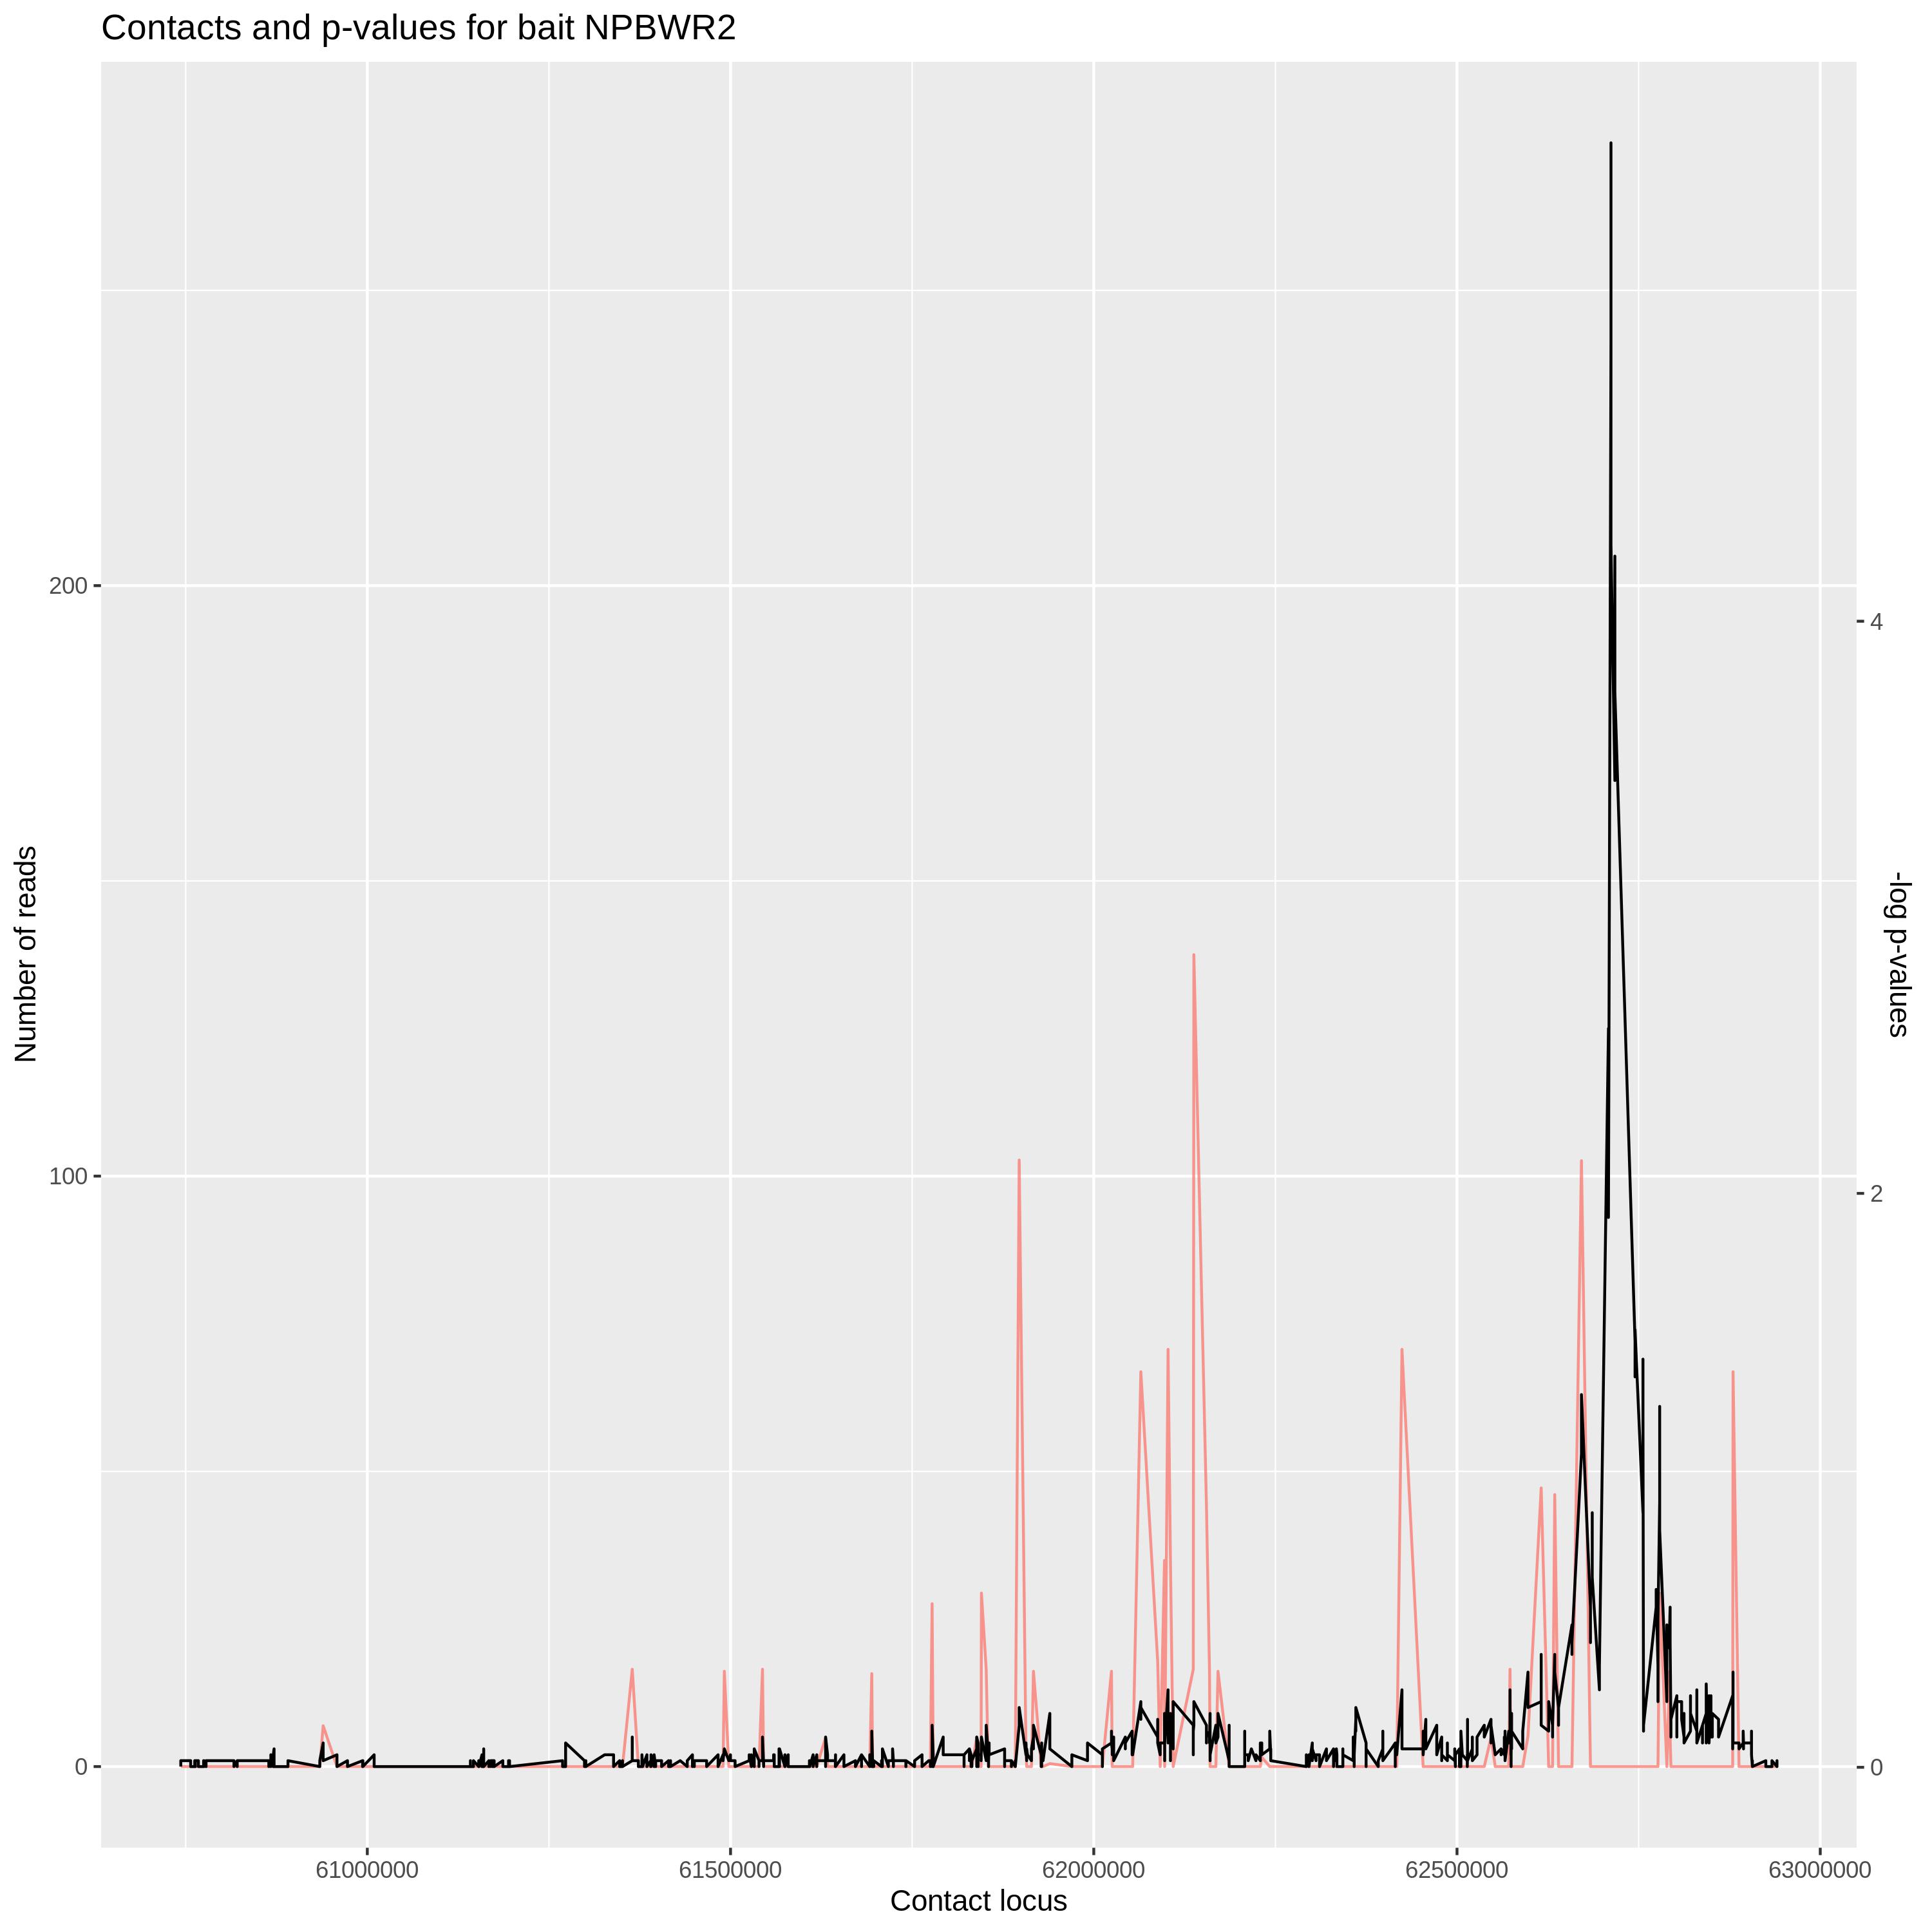 Contacts and p-values for bait NPBWR2
200
100
0
Number of reads
4
2
0
-log p-values
61000000
61500000
62000000
62500000
63000000
Contact locus